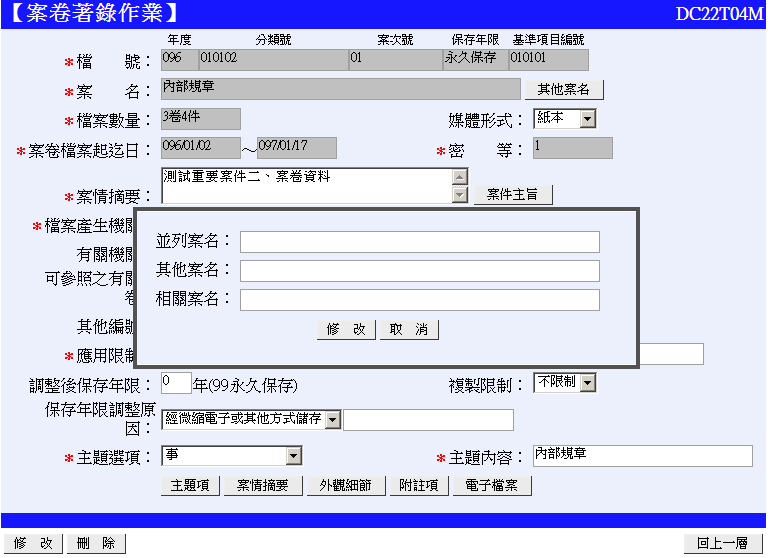 【案卷著錄作業】 DC22T04M
年度 分類號 案次號 保存年限 基準項目編號
*檔 號： 096 010102 01 永久保存 010101
*案 名： 內部規章 其他案名
*檔案數量： 3卷4件 媒體形式： 紙本
*案卷檔案起迄日： 096/01/02 ～ 097/01/17 *密 等： 1
*案情摘要： 測試重要案件二、案卷資料 案件主旨
*檔案產生機關
有關機關
可參照之有關
卷
其他編號
*應用限制
並列案名：
其他案名：
相關案名：
修 改 取 消
調整後保存年限： 0 年(99永久保存) 複製限制： 不限制
保存年限調整原
因： 經微縮電子或其他方式儲存
*主題選項： 事 *主題內容： 內部規章
主題項 案情摘要 外觀細節 附註項 電子檔案
修 改 刪 除 回上一層